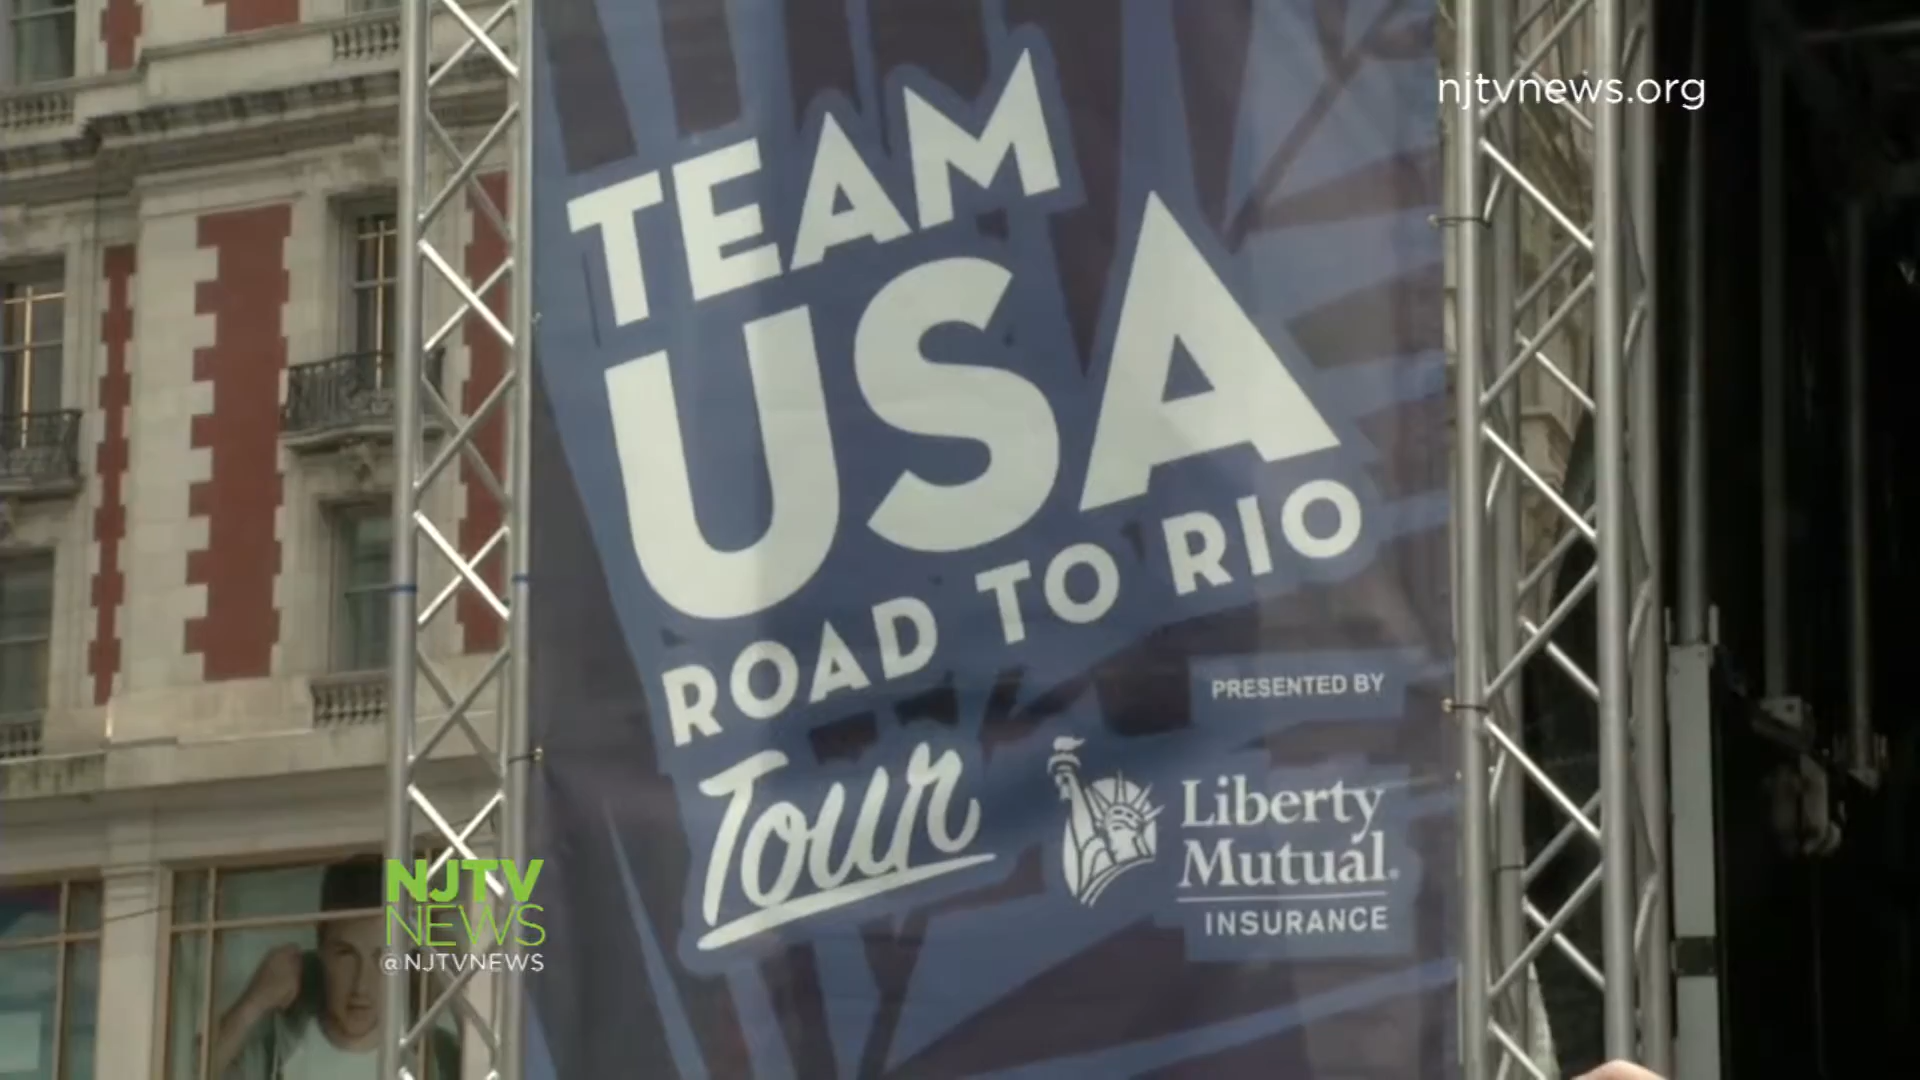 njtvnews.org
TEAM
USA
ROAD TO RIO
Tour
PRESENTED BY
Liberty
Mutual.
INSURANCE
NJTV
NEWS
@NJTVNEWS